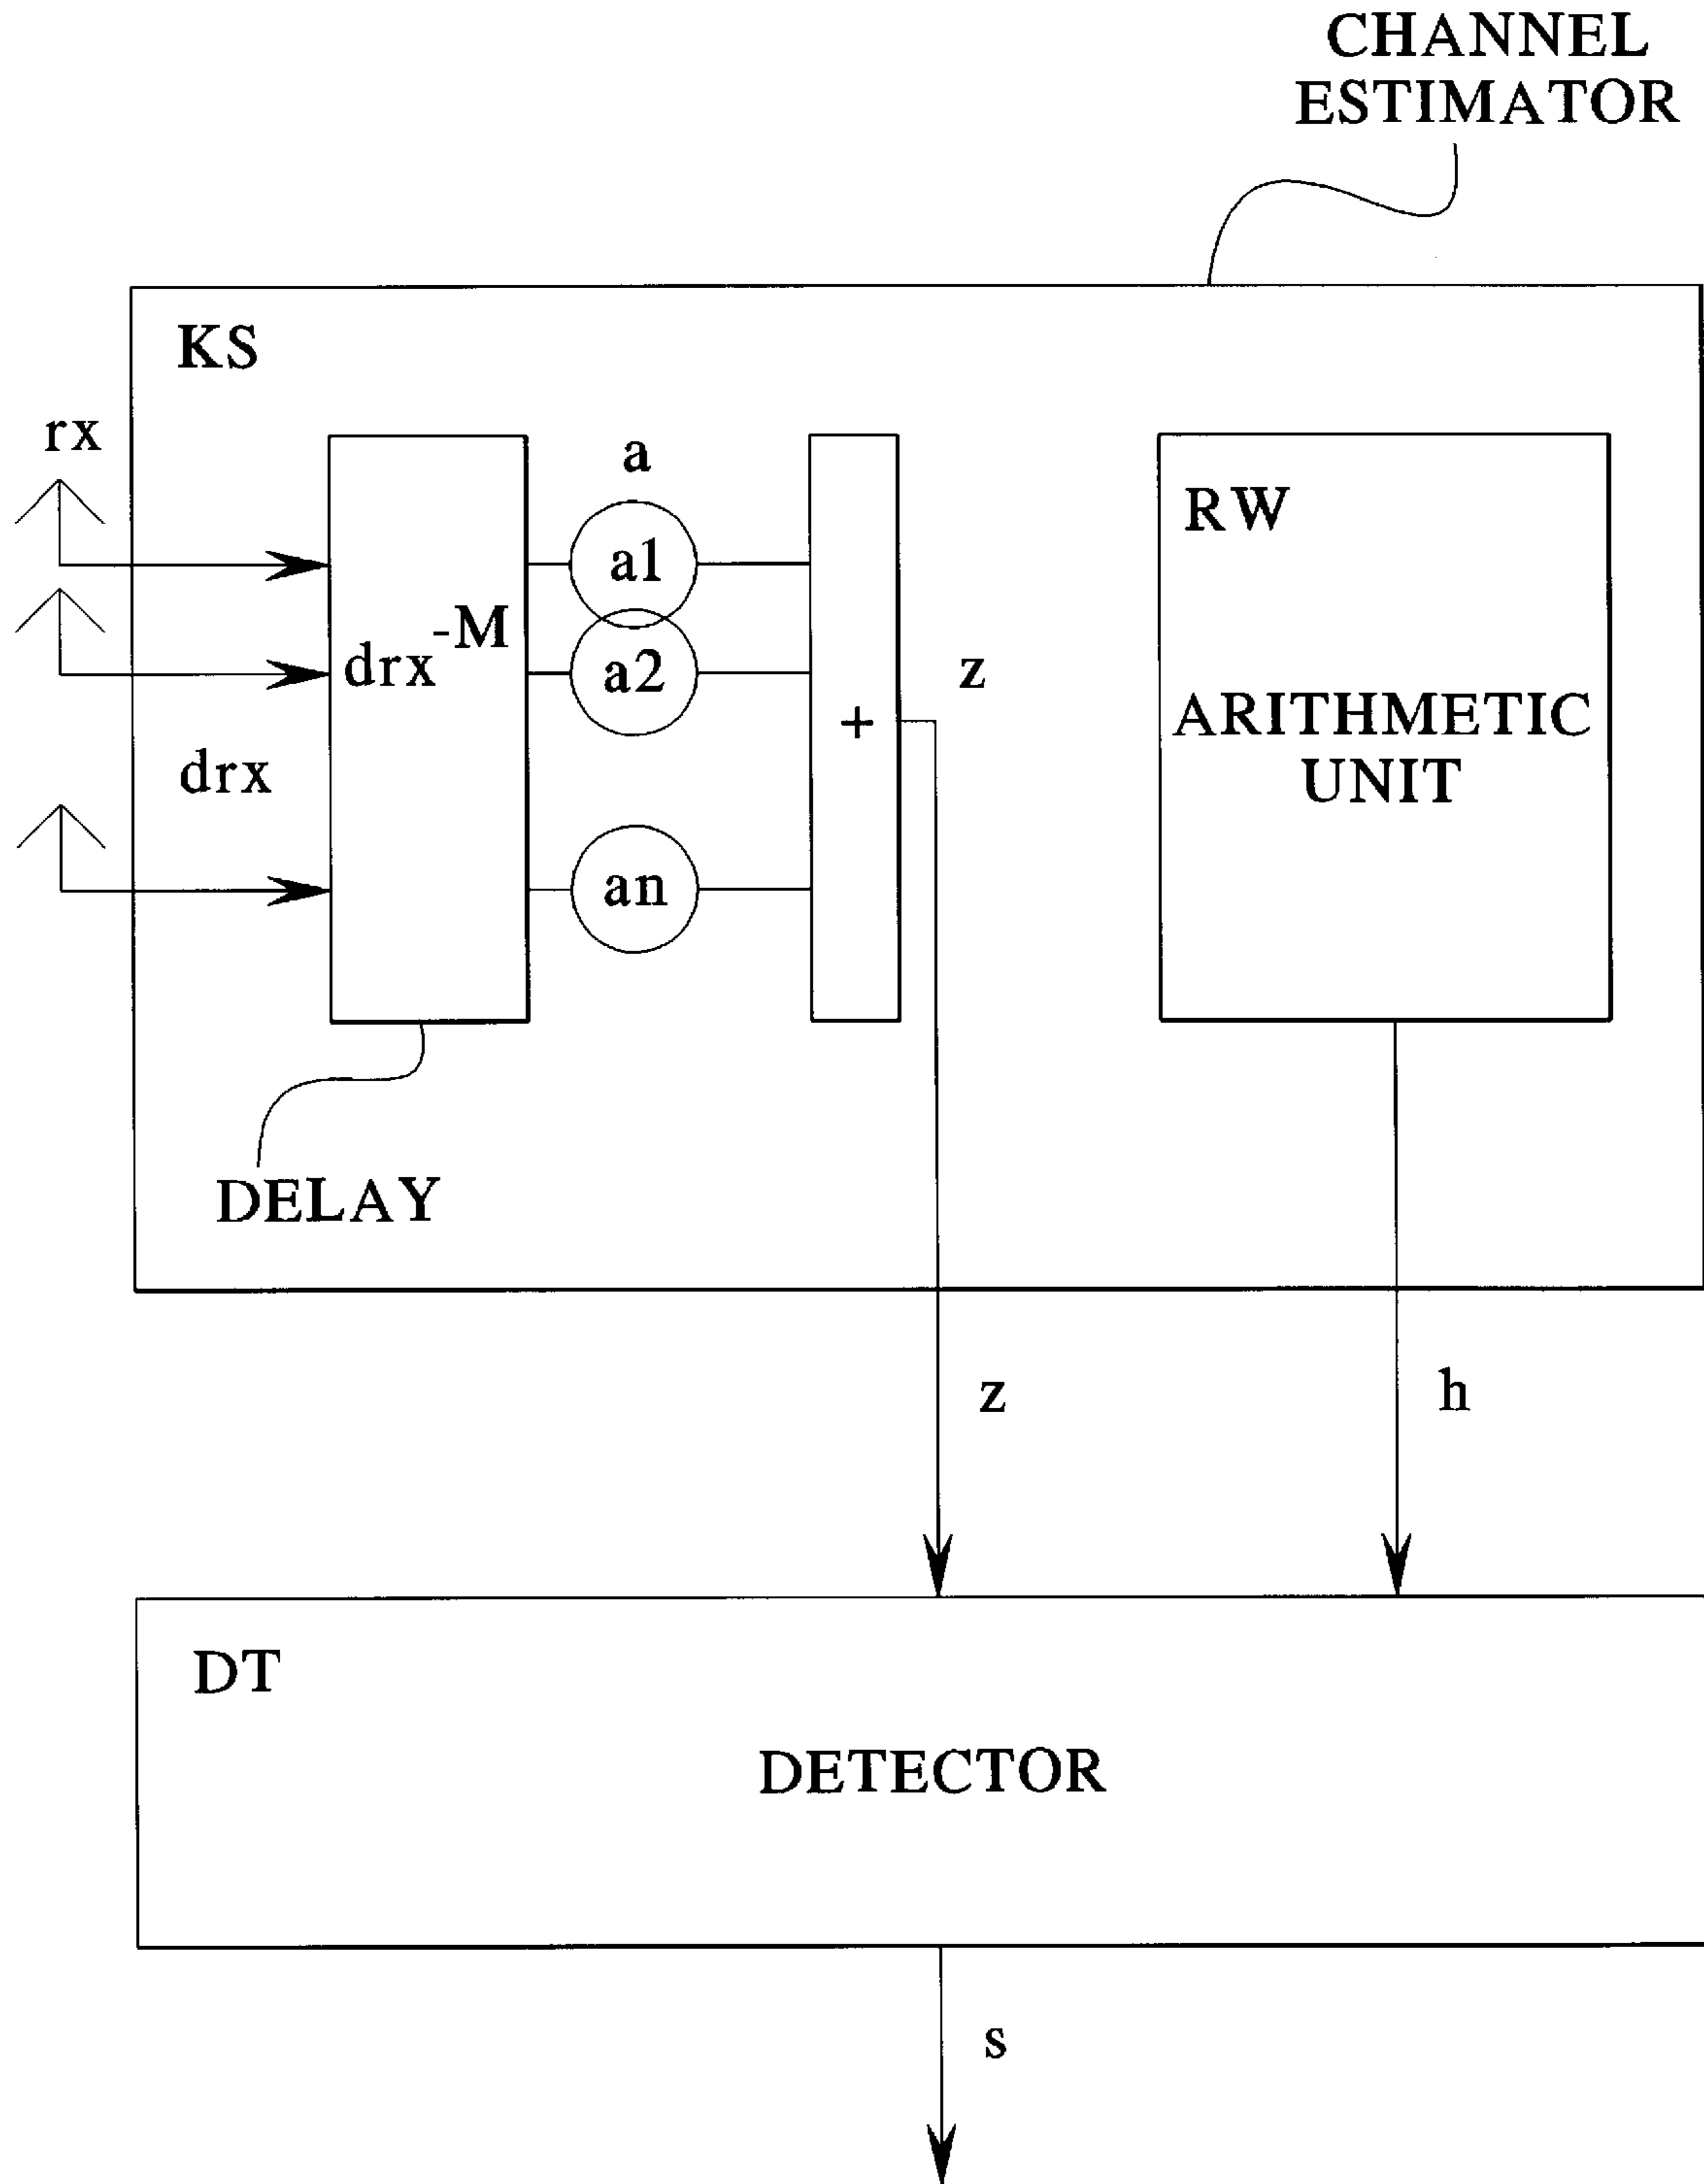 CHANNEL
ESTIMATOR
KS
rx
a
RW
a1
drx-M
a2
z
ARITHMETIC
UNIT
+
drx
an
DELAY
z
h
DT
DETECTOR
s